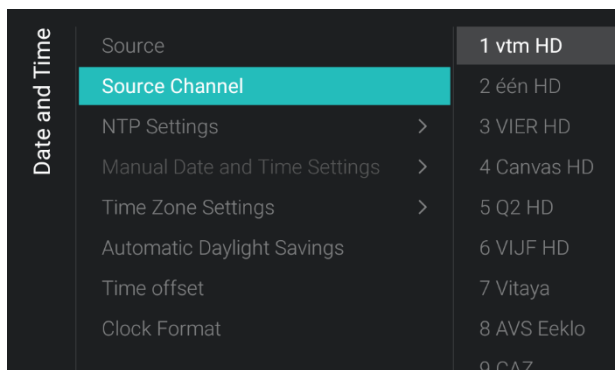 Date and Time
Source
Source Channel
NTP Settings
Manual Date and Time Settings
Time Zone Settings
Automatic Daylight Savings
Time offset
Clock Format
1 vtm HD
2 één HD
3 VIER HD
4 Canvas HD
5 Q2 HD
6 VIJF HD
7 Vitaya
8 AVS Eeklo
9 CAZ